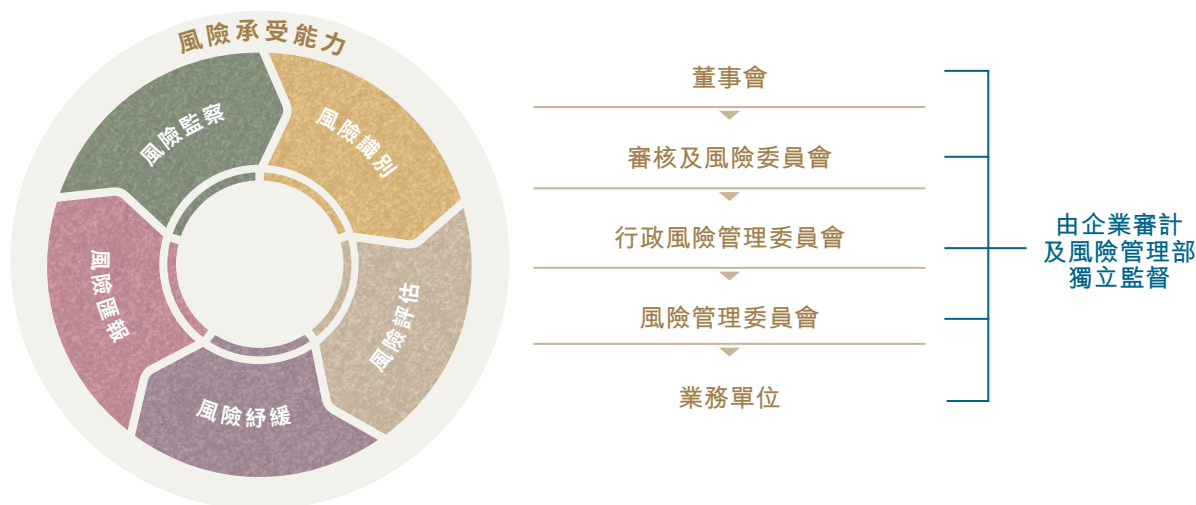 風險承受能力
風險識別
風險評估
風險紓緩
風險匯報
風險監察
董事會
審核及風險委員會
行政風險管理委員會
風險管理委員會
業務單位
由企業審計
及風險管理部
獨立監督